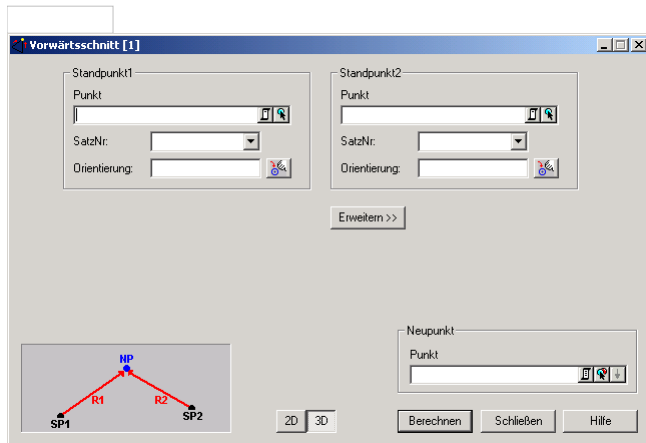 Vorwärtsschnitt [1]
Standpunkt1
Standpunkt2
Punkt
Punkt
SatzNr:
SatzNr:
Orientierung:
Orientierung:
Erweitern >>
Neupunkt
Punkt
NP
R1
R2
SP1
SP2
2D
3D
Berechnen
Schließen
Hilfe